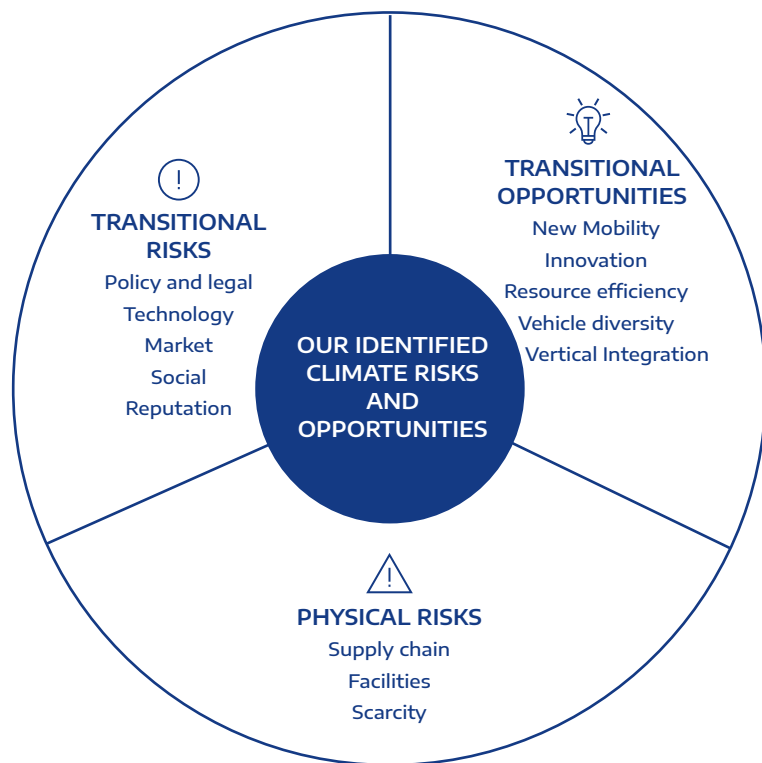 TRANSITIONAL
RISKS
Policy and legal
Technology
Market
Social
Reputation
TRANSITIONAL
OPPORTUNITIES
New Mobility
Innovation
Resource efficiency
Vehicle diversity
Vertical Integration
OUR IDENTIFIED
CLIMATE RISKS
AND
OPPORTUNITIES
PHYSICAL RISKS
Supply chain
Facilities
Scarcity